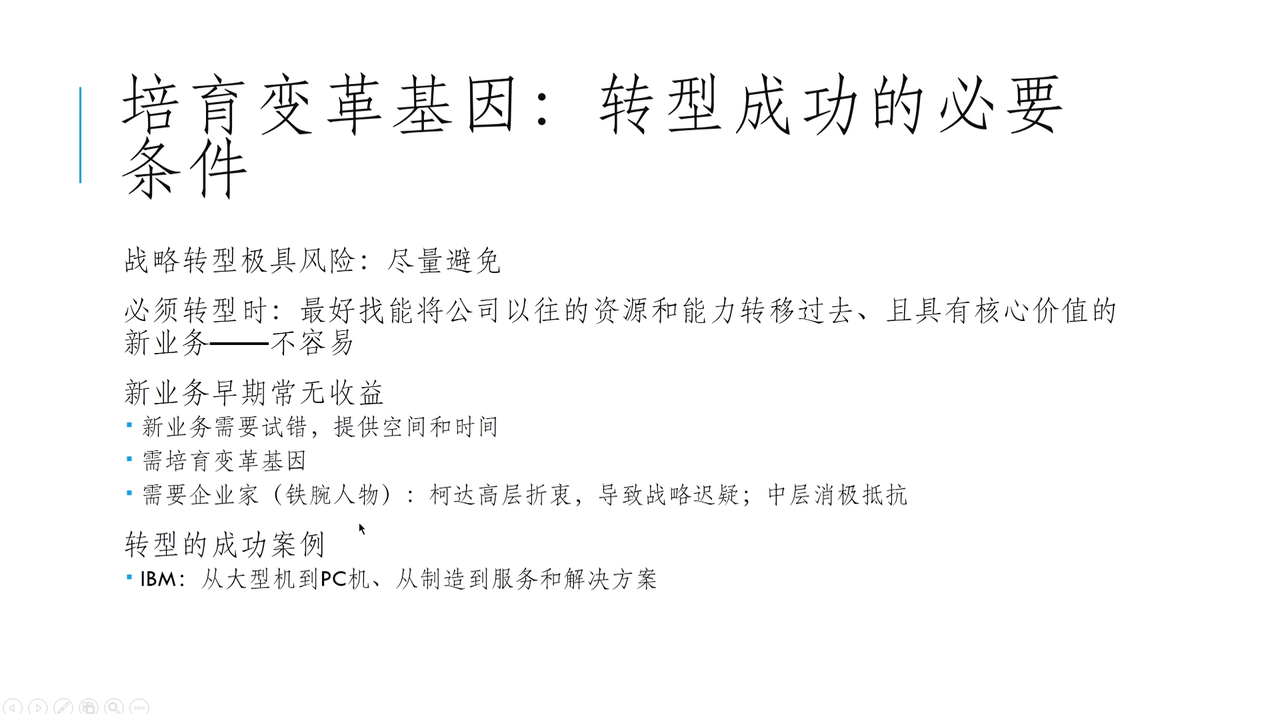 培育变革基因：转型成功的必要
条件
战略转型极具风险：尽量避免
必须转型时：最好找能将公司以往的资源和能力转移过去、且具有核心价值的
新业务——不容易
新业务早期常无收益
▪ 新业务需要试错，提供空间和时间
▪ 需培育变革基因
▪ 需要企业家（铁腕人物）：柯达高层折衷，导致战略迟疑；中层消极抵抗
转型的成功案例
▪ IBM：从大型机到PC机、从制造到服务和解决方案